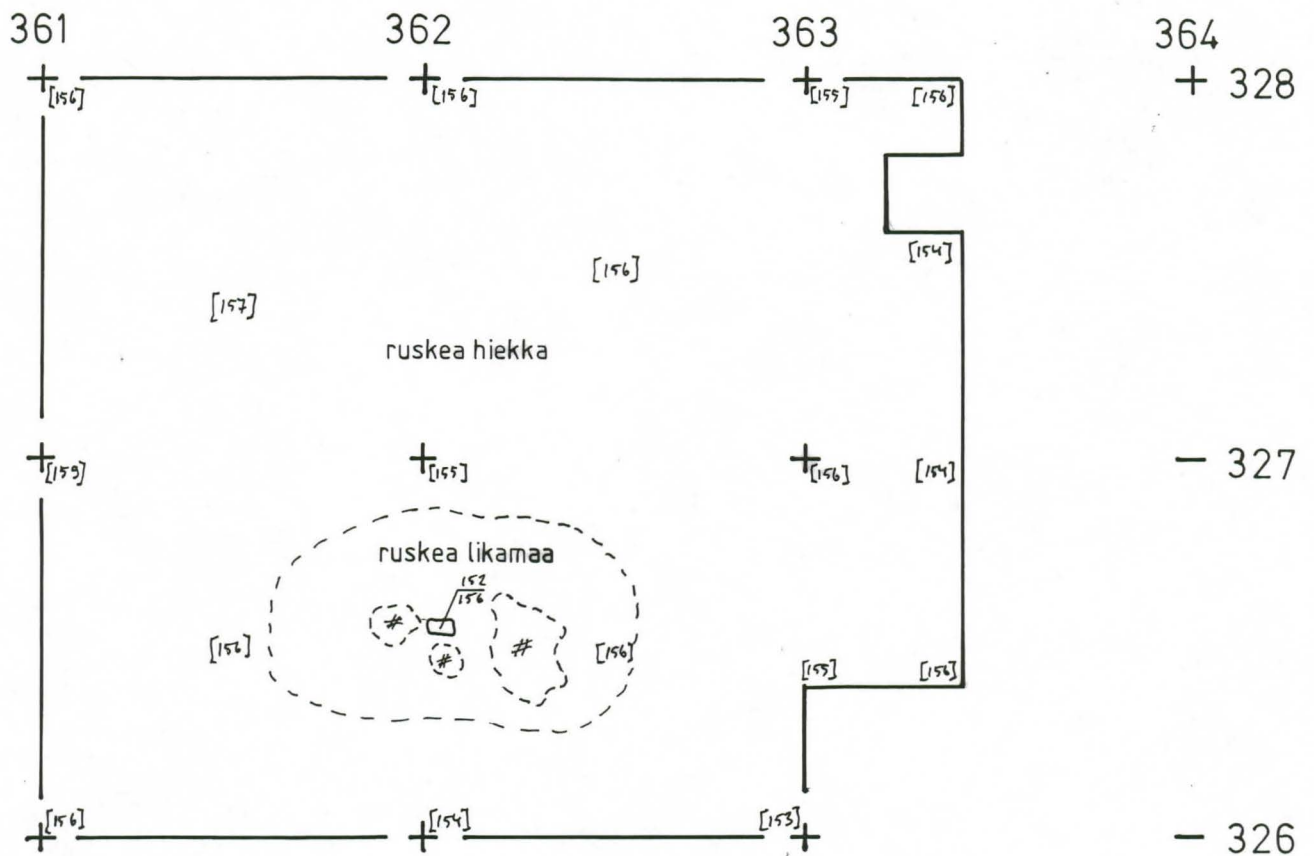 361 362 363 364
328
[156] [156] [155] [156]
[154]
[156]
[157]
ruskea hiekka
[159] [155] [156] [154] 327
ruskea likamaa
152
156
# # #
[156] [156] [155] [156]
[156] [154] [153] 326